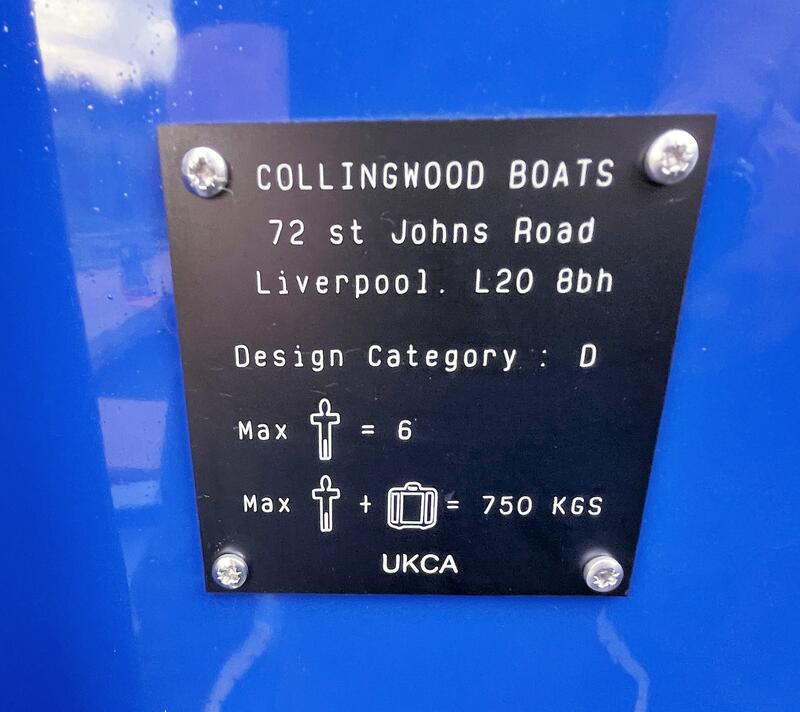 COLLINGWOOD BOATS
72 st Johns Road
Liverpool. L20 8bh
Design Category : D
Max = 6
Max + = 750 KGS
UKCA